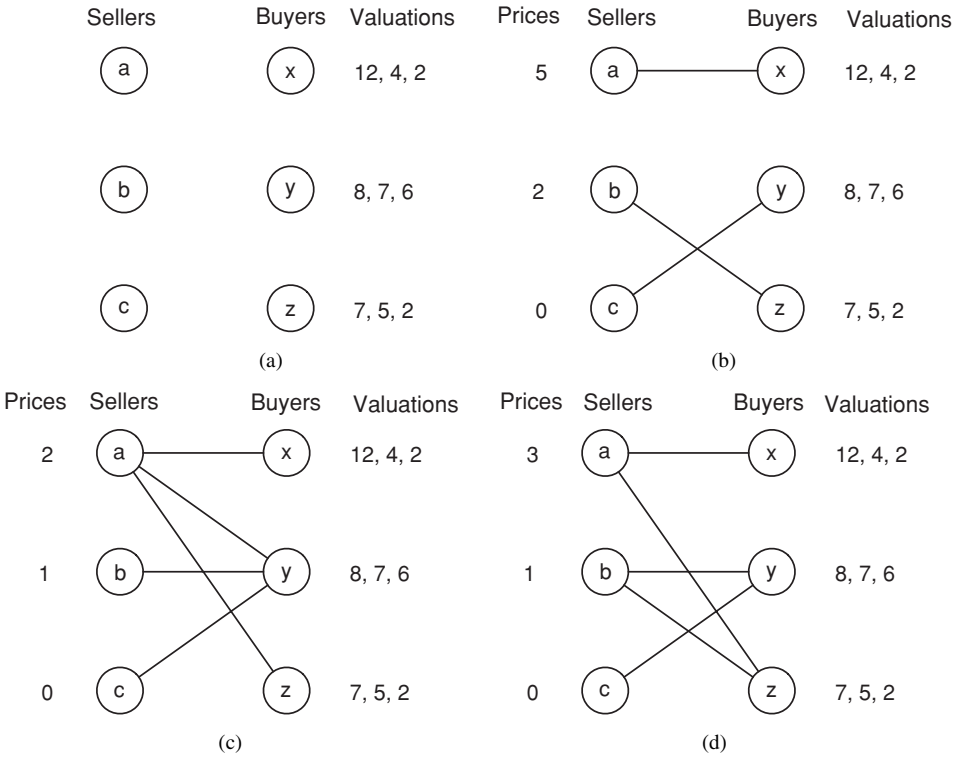 Sellers Buyers Valuations
a x 12, 4, 2
b y 8, 7, 6
c z 7, 5, 2
(a)
Prices Sellers Buyers Valuations
5 a x 12, 4, 2
2 b y 8, 7, 6
0 c z 7, 5, 2
(b)
Prices Sellers Buyers Valuations
2 a x 12, 4, 2
1 b y 8, 7, 6
0 c z 7, 5, 2
(c)
Prices Sellers Buyers Valuations
3 a x 12, 4, 2
1 b y 8, 7, 6
0 c z 7, 5, 2
(d)